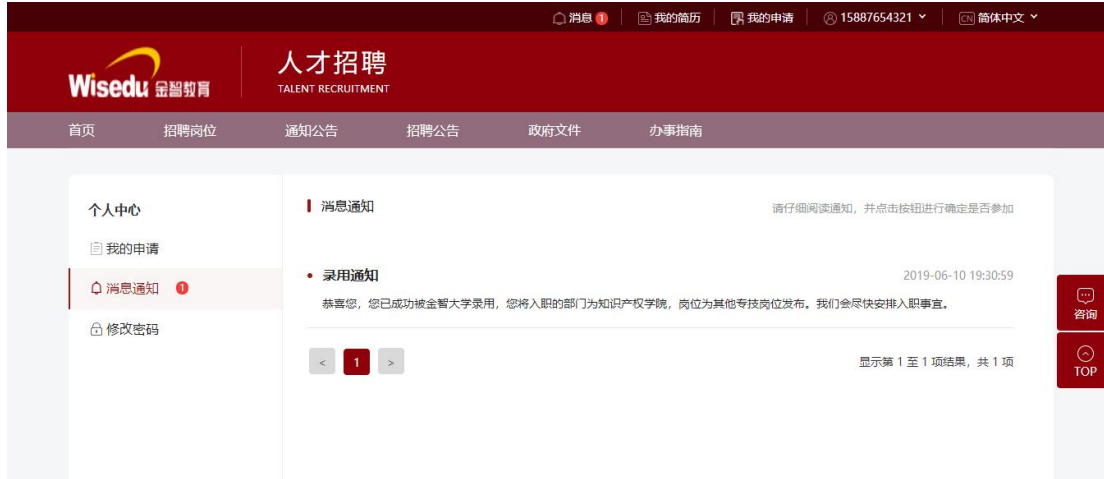 消息 1 我的简历 我的申请 15887654321 CN 简体中文
Wisedu 金智教育
人才招聘
TALENT RECRUITMENT
首页 招聘岗位 通知公告 招聘公告 政府文件 办事指南
个人中心
我的申请
消息通知 1
修改密码
消息通知 请仔细阅读通知，并点击按钮进行确定是否参加
录用通知 2019-06-10 19:30:59
恭喜您，您已成功被金智大学录用，您将入职的部门为知识产权学院，岗位为其他专技岗位发布。我们会尽快安排入职事宜。
< 1 > 显示第 1 至 1 项结果，共 1 项
咨询
TOP